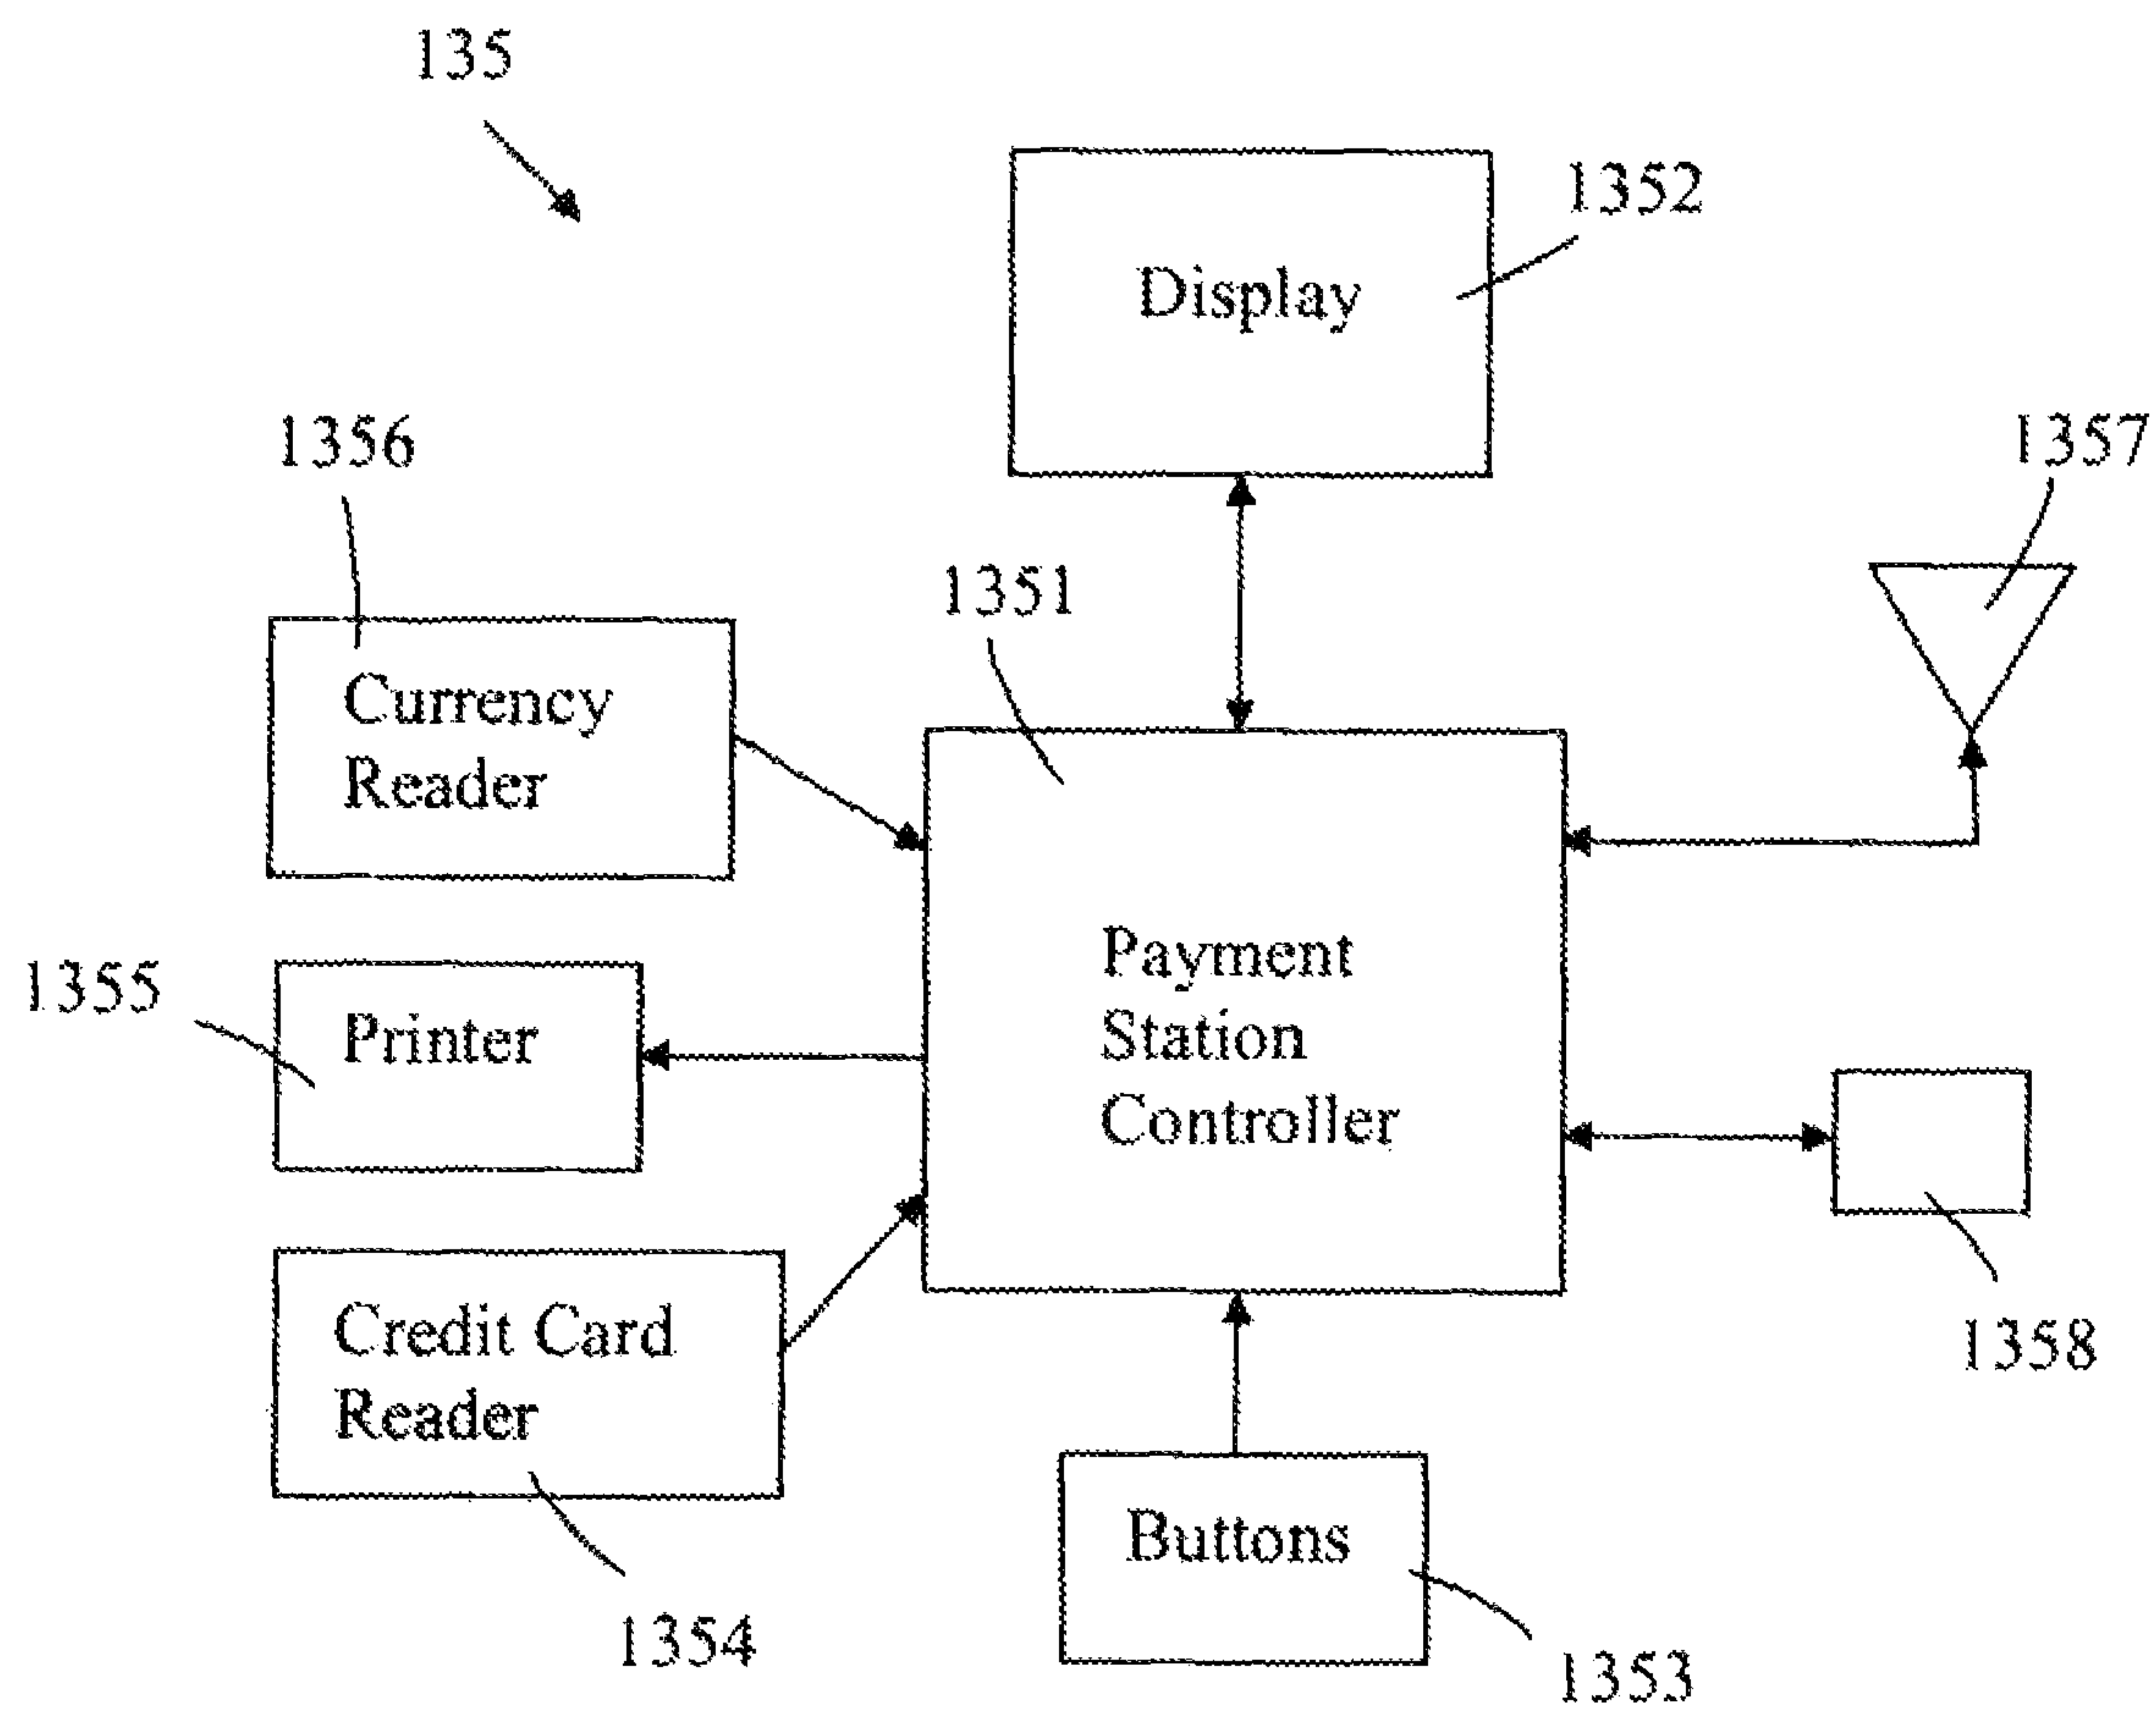 135
1352
Display
1356
1357
1351
Currency
Reader
Payment
Station
Controller
1355
Printer
1358
Credit Card
Reader
Buttons
1354
1353